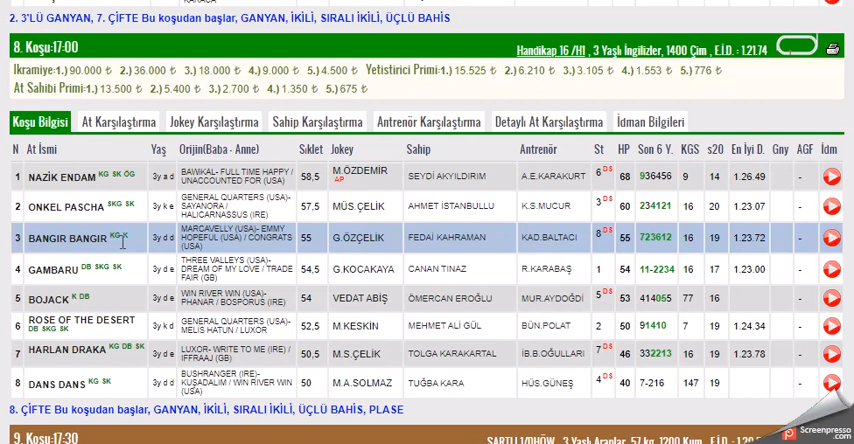 2. 3'LÜ GANYAN, 7. ÇİFTE Bu koşudan başlar, GANYAN, İKİLİ, SIRALI İKİLİ, ÜÇLÜ BAHİS
8. Koşu:17:00 Handikap 16 /H1 , 3 Yaşlı İngilizler, 1400 Çim , E.İ.D. : 1.21.74
İkramiye:1.) 90.000 ₺ 2.) 36.000 ₺ 3.) 18.000 ₺ 4.) 9.000 ₺ 5.) 4.500 ₺ Yetistirici Primi:1.) 15.525 ₺ 2.) 6.210 ₺ 3.) 3.105 ₺ 4.) 1.553 ₺ 5.) 776 ₺
At Sahibi Primi:1.) 13.500 ₺ 2.) 5.400 ₺ 3.) 2.700 ₺ 4.) 1.350 ₺ 5.) 675 ₺
Koşu Bilgisi At Karşılaştırma Jokey Karşılaştırma Sahip Karşılaştırma Antrenör Karşılaştırma Detaylı At Karşılaştırma İdman Bilgileri
N At İsmi Yaş Orijin(Baba - Anne) Sıklet Jokey Sahip Antrenör St HP Son 6 Y. KGS s20 En İyi D. Gny AGF İdm
1 NAZİK ENDAM KG SK ÖG 3y a d BAWIKAL- FULL TIME HAPPY / UNACCOUNTED FOR (USA) 58,5 M.ÖZDEMİR AP SEYDİ AKYILDIRIM A.E.KARAKURT 6 DS 68 936456 9 14 1.26.49 -
2 ONKEL PASCHA SKG SK 3y k e GENERAL QUARTERS (USA)- SAYANORA / HALICARNASSUS (IRE) 57,5 MÜS.ÇELİK AHMET İSTANBULLU K.S.MUCUR 3 DS 60 234121 16 20 1.23.07 -
3 BANGIR BANGIR KG K 3y d d MARCAVELLY (USA)- EMMY HOPEFUL (USA) / CONGRATS (USA) 55 G.ÖZÇELİK FEDAİ KAHRAMAN KAD.BALTACI 8 DS 55 723612 16 19 1.23.72 -
4 GAMBARU DB SKG SK 3y d e THREE VALLEYS (USA)- DREAM OF MY LOVE / TRADE FAIR (GB) 54,5 G.KOCAKAYA CANAN TINAZ R.KARABAŞ 1 54 11-2234 16 17 1.23.00 -
5 BOJACK K DB 3y d e WIN RIVER WIN (USA)- PHANAR / BOSPORUS (IRE) 54 VEDAT ABİŞ ÖMERCAN EROĞLU MUR.AYDOĞDİ 5 DS 53 414055 77 16 -
6 ROSE OF THE DESERT DB SKG SK 3y k d GENERAL QUARTERS (USA)- MELİS HATUN / LUXOR 52,5 M.KESKİN MEHMET ALİ GÜL BÜN.POLAT 2 50 91410 7 19 1.24.34 -
7 HARLAN DRAKA KG DB SK 3y d e LUXOR- WRITE TO ME (IRE) / IFFRAAJ (GB) 50,5 M.S.ÇELİK TOLGA KARAKARTAL İB.B.OĞULLARI 7 DS 46 332213 16 19 1.23.78 -
8 DANS DANS KG SK 3y d d BUSHRANGER (IRE)- KUŞADALIM / WIN RIVER WIN (USA) 50 M.A.SOLMAZ TUĞBA KARA HÜS.GÜNEŞ 4 DS 40 7-216 147 19 -
8. ÇİFTE Bu koşudan başlar, GANYAN, İKİLİ, SIRALI İKİLİ, ÜÇLÜ BAHİS, PLASE
9. Koşu:17:30
Screenpresso